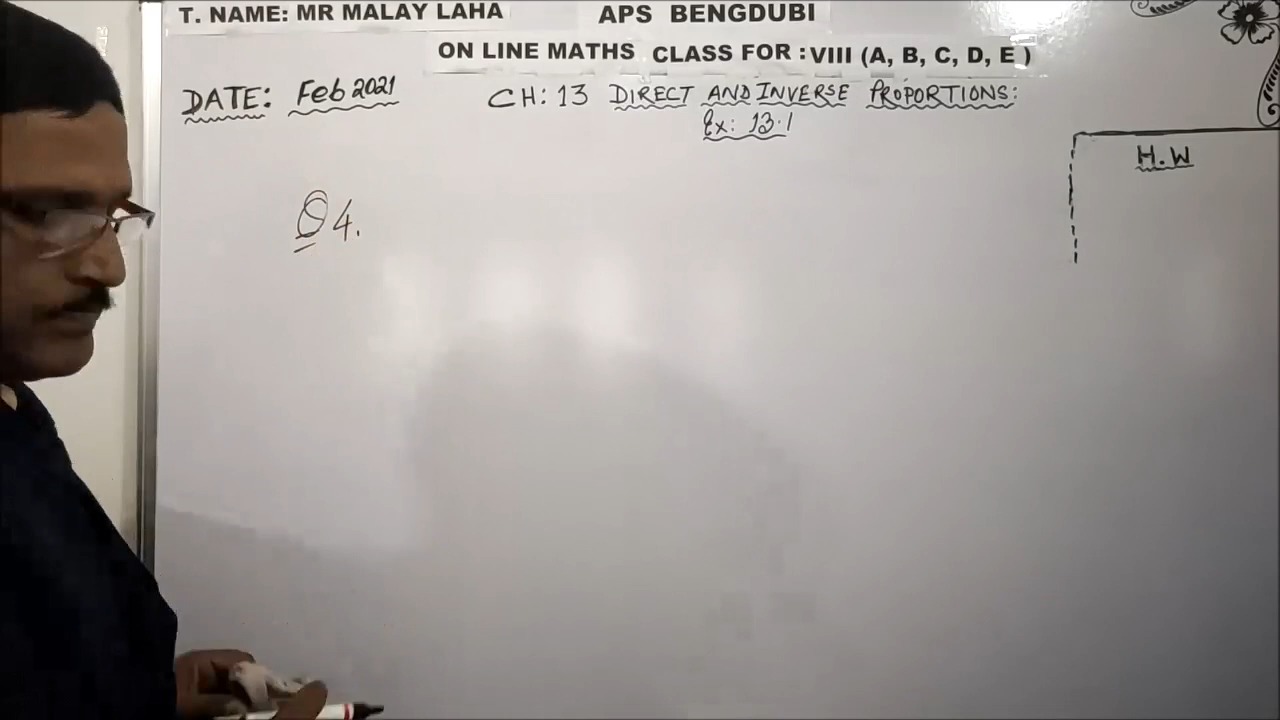 T. NAME: MR MALAY LAHA APS BENGDUBI
ON LINE MATHS CLASS FOR : VIII (A, B, C, D, E )
DATE: Feb 2021 CH: 13 DIRECT AND INVERSE PROPORTIONS:
Ex: 13.1
H.W
Q4.